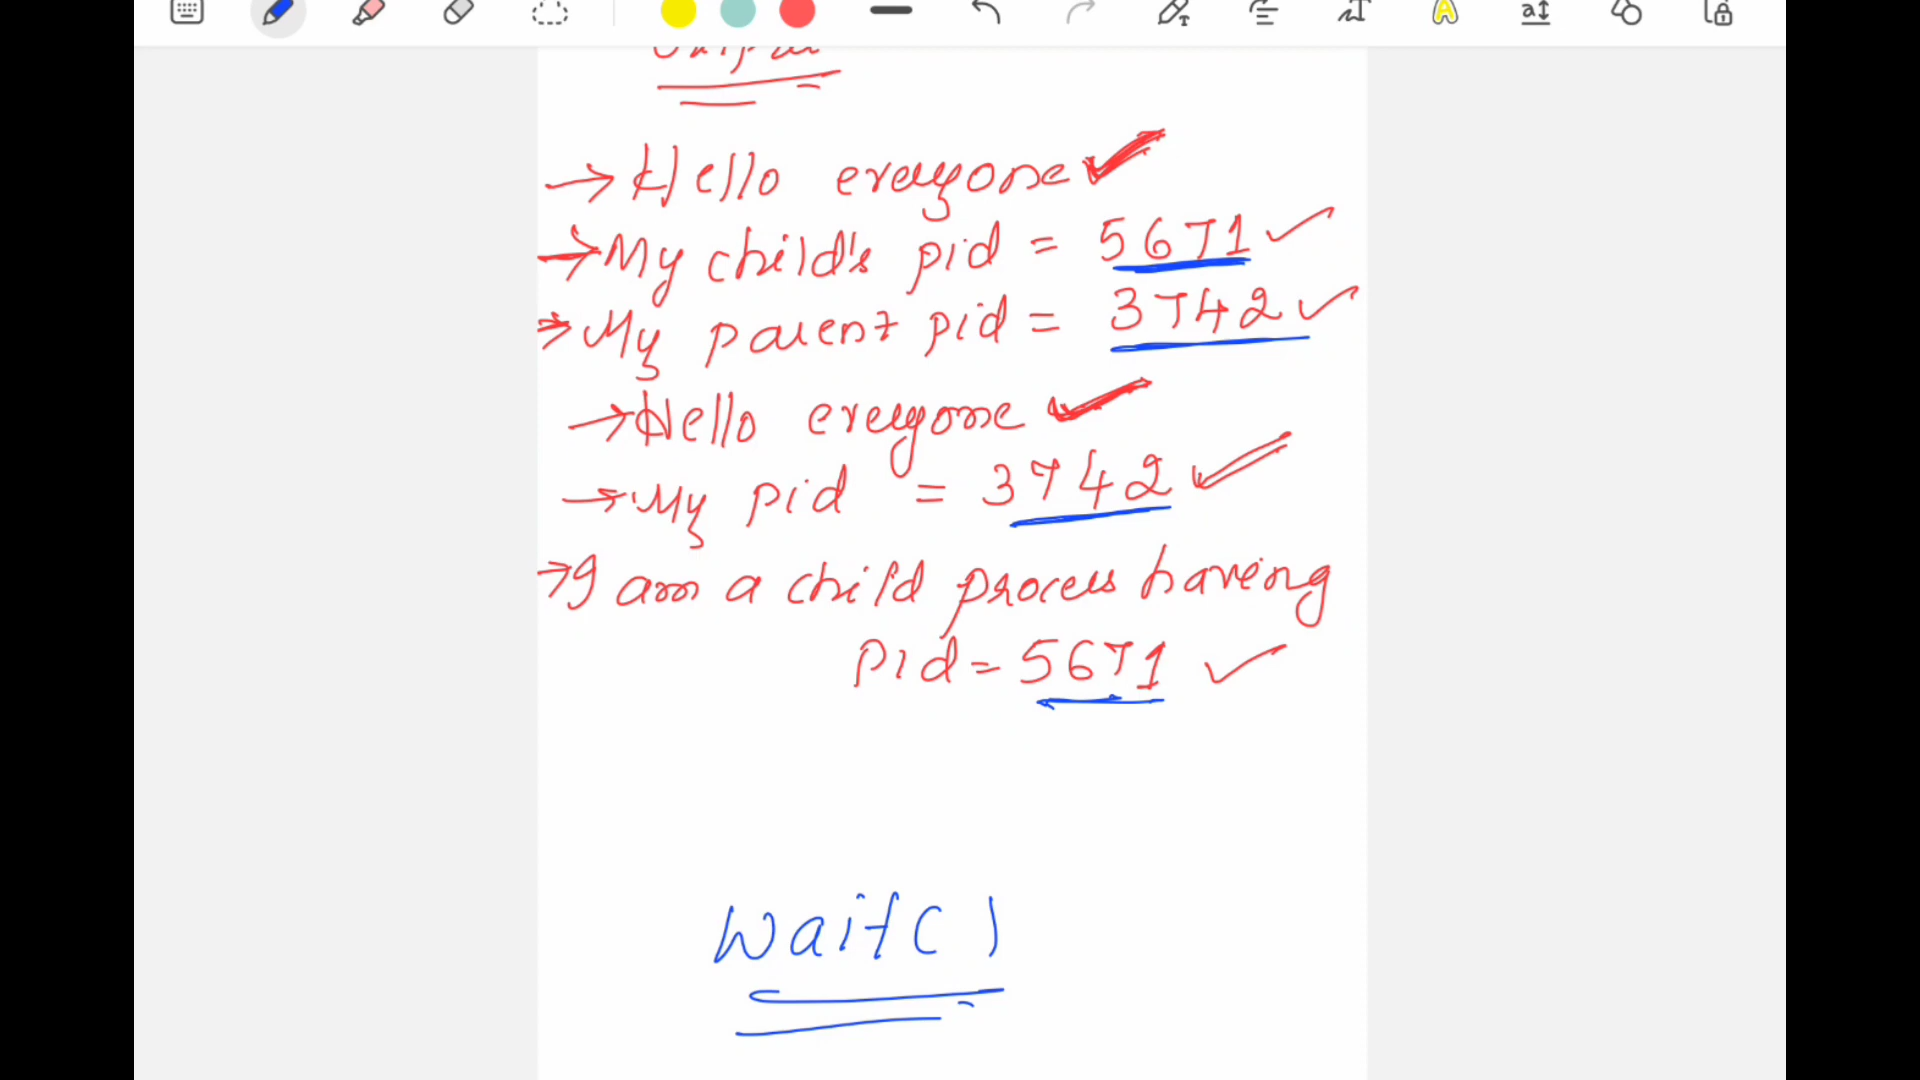 Output
→ Hello everyone ✓
→ My child's pid = 5671 ✓
→ My parent pid = 3742 ✓
→ Hello everyone ✓
→ My pid = 3742 ✓
→ I am a child process having
pid = 5671 ✓
wait( )